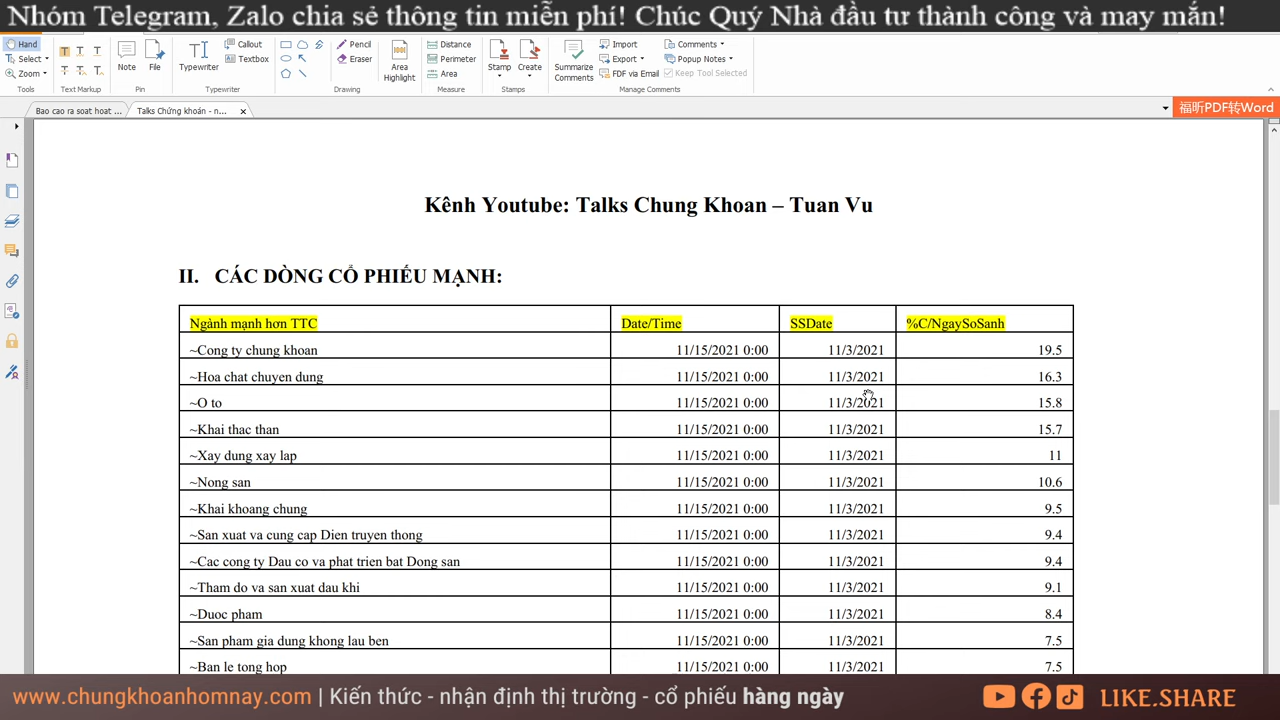 Nhóm Telegram, Zalo chia sẻ thông tin miễn phí! Chúc Quý Nhà đầu tư thành công và may mắn!
Hand
Select
Zoom
Tools
T T T
T T T
Text Markup
Note
File
Pin
Typewriter
Callout
Textbox
Typewriter
Pencil
Eraser
Area Highlight
Drawing
Distance
Perimeter
Area
Measure
Stamp
Create
Stamps
Summarize Comments
Import
Export
FDF via Email
Comments
Popup Notes
Keep Tool Selected
Manage Comments
Bao cao ra soat hoat ...
Talks Chứng khoán - n...
福昕PDF转Word
Kênh Youtube: Talks Chung Khoan – Tuan Vu
II. CÁC DÒNG CỔ PHIẾU MẠNH:
Ngành mạnh hơn TTC Date/Time SSDate %C/NgaySoSanh
~Cong ty chung khoan 11/15/2021 0:00 11/3/2021 19.5
~Hoa chat chuyen dung 11/15/2021 0:00 11/3/2021 16.3
~O to 11/15/2021 0:00 11/3/2021 15.8
~Khai thac than 11/15/2021 0:00 11/3/2021 15.7
~Xay dung xay lap 11/15/2021 0:00 11/3/2021 11
~Nong san 11/15/2021 0:00 11/3/2021 10.6
~Khai khoang chung 11/15/2021 0:00 11/3/2021 9.5
~San xuat va cung cap Dien truyen thong 11/15/2021 0:00 11/3/2021 9.4
~Cac cong ty Dau co va phat trien bat Dong san 11/15/2021 0:00 11/3/2021 9.4
~Tham do va san xuat dau khi 11/15/2021 0:00 11/3/2021 9.1
~Duoc pham 11/15/2021 0:00 11/3/2021 8.4
~San pham gia dung khong lau ben 11/15/2021 0:00 11/3/2021 7.5
~Ban le tong hop 11/15/2021 0:00 11/3/2021 7.5
www.chungkhoanhomnay.com | Kiến thức - nhận định thị trường - cổ phiếu hàng ngày
LIKE.SHARE